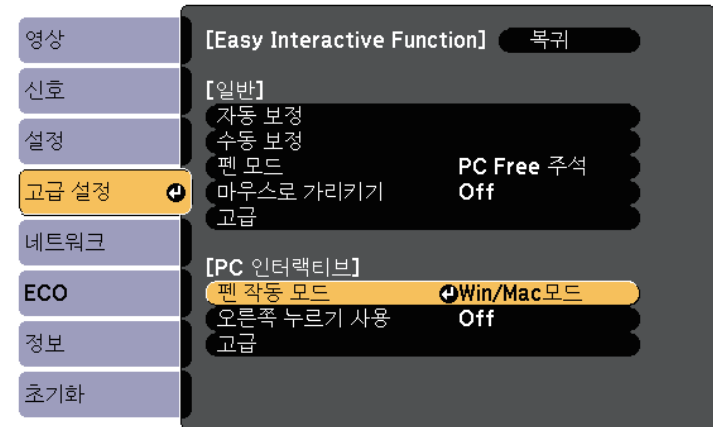 영상
신호
설정
고급 설정
네트워크
ECO
정보
초기화
[Easy Interactive Function] 복귀
[일반]
자동 보정
수동 보정
펜 모드 PC Free 주석
마우스로 가리키기 Off
고급
[PC 인터랙티브]
펜 작동 모드 Win/Mac모드
오른쪽 누르기 사용 Off
고급